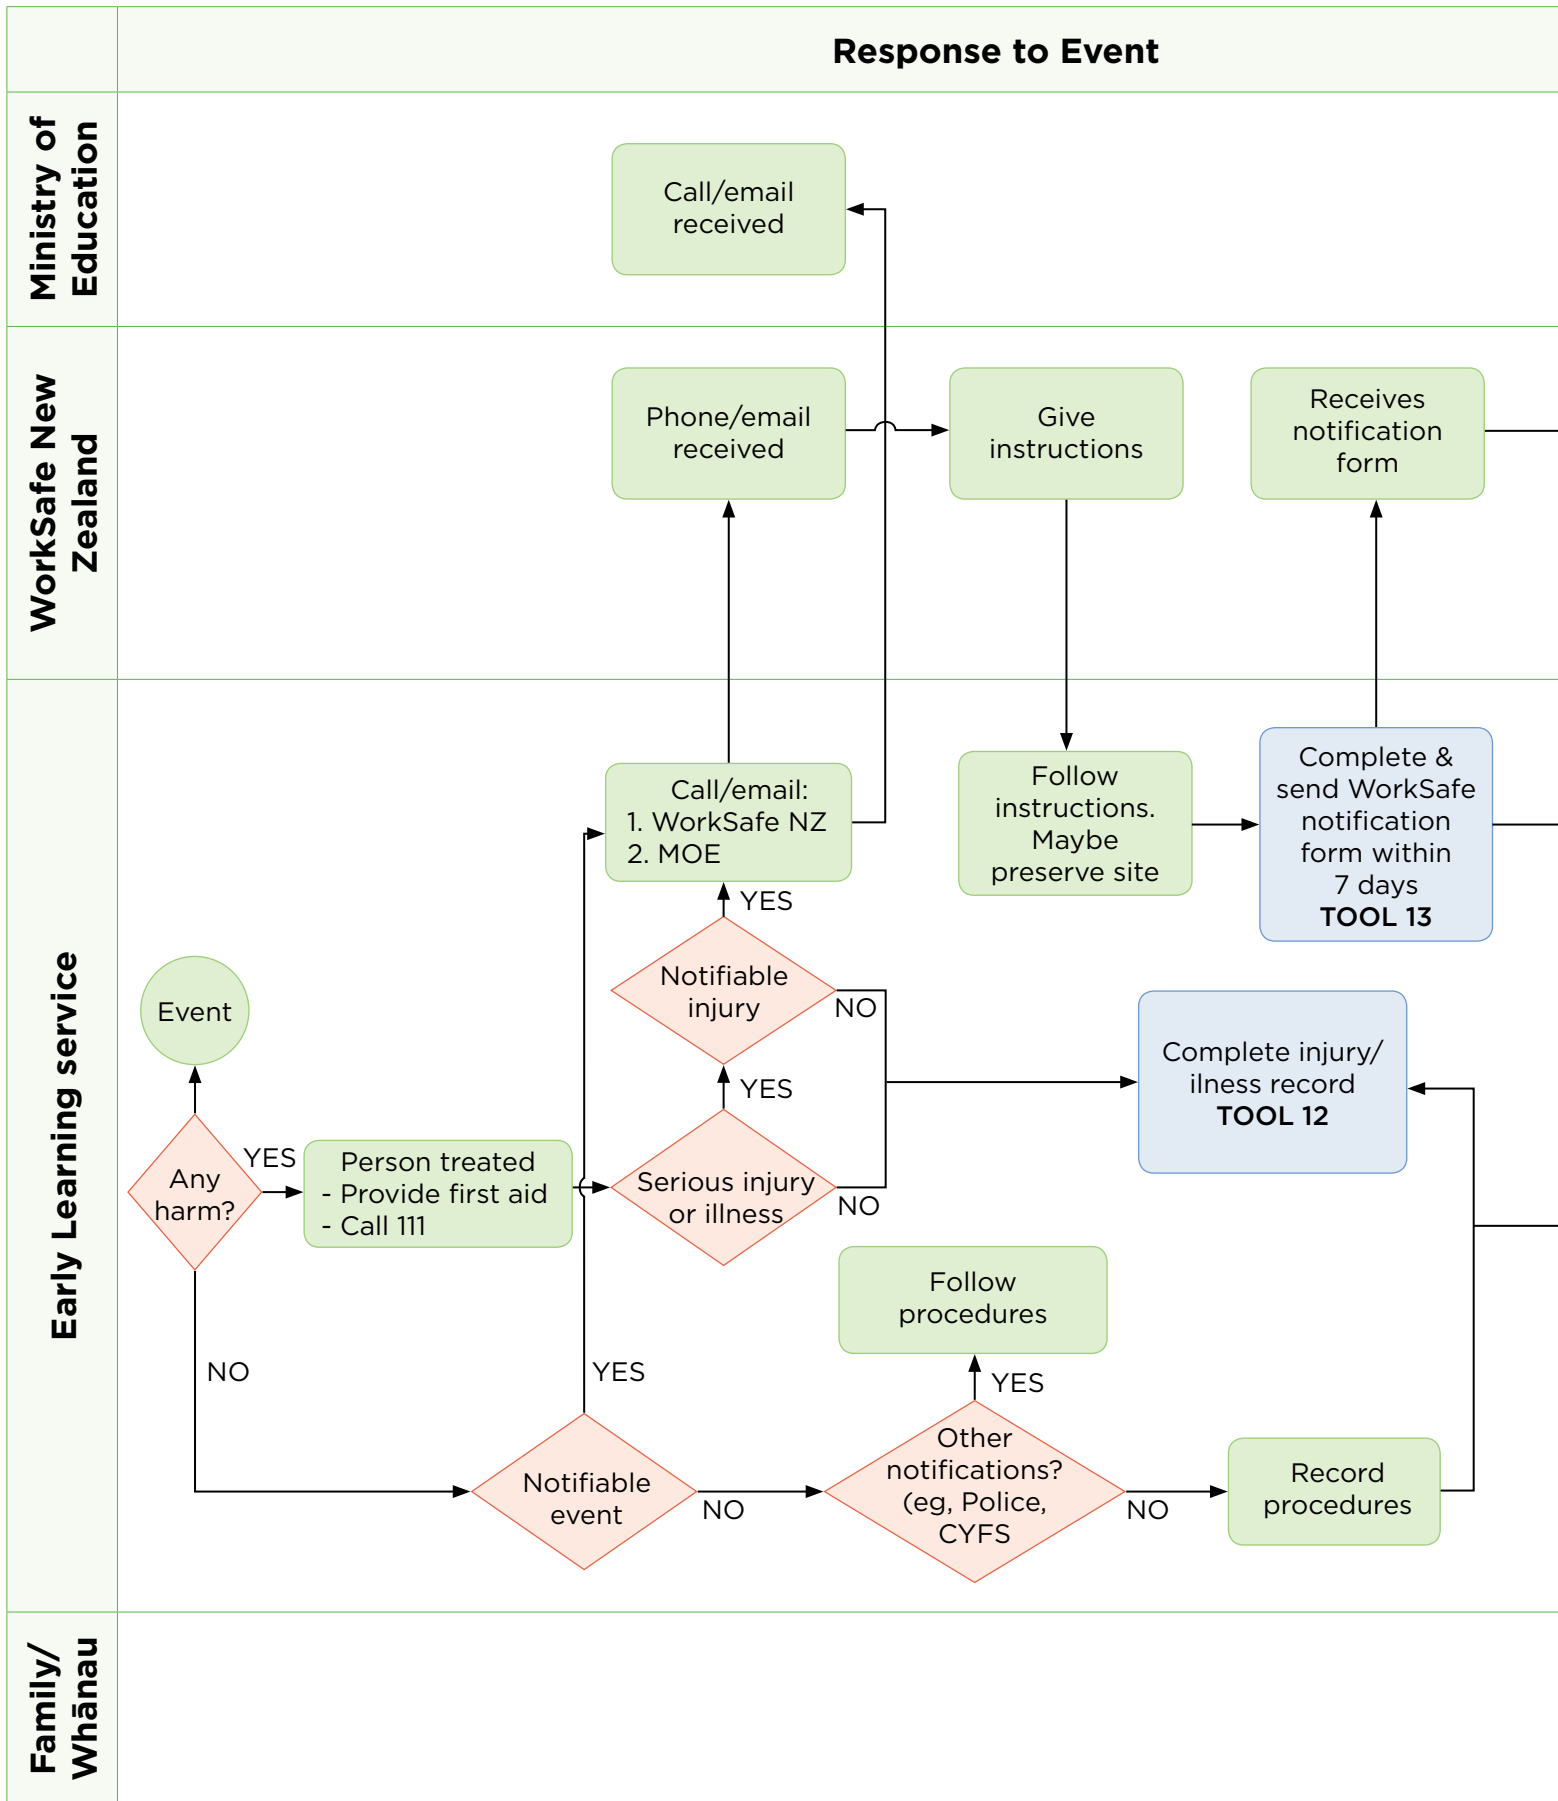 Response to Event
Ministry of
Education
Call/email
received
WorkSafe New
Zealand
Phone/email
received
Give
instructions
Receives
notification
form
Early Learning service
Call/email:
1. WorkSafe NZ
2. MOE
Follow
instructions.
Maybe
preserve site
Complete &
send WorkSafe
notification
form within
7 days
TOOL 13
YES
Notifiable
injury
NO
Event
Complete injury/
ilness record
TOOL 12
YES
Any
harm?
YES
Person treated
- Provide first aid
- Call 111
Serious injury
or illness
NO
Follow
procedures
NO
YES
YES
Notifiable
event
NO
Other
notifications?
(eg, Police,
CYFS
NO
Record
procedures
Family/
Whānau